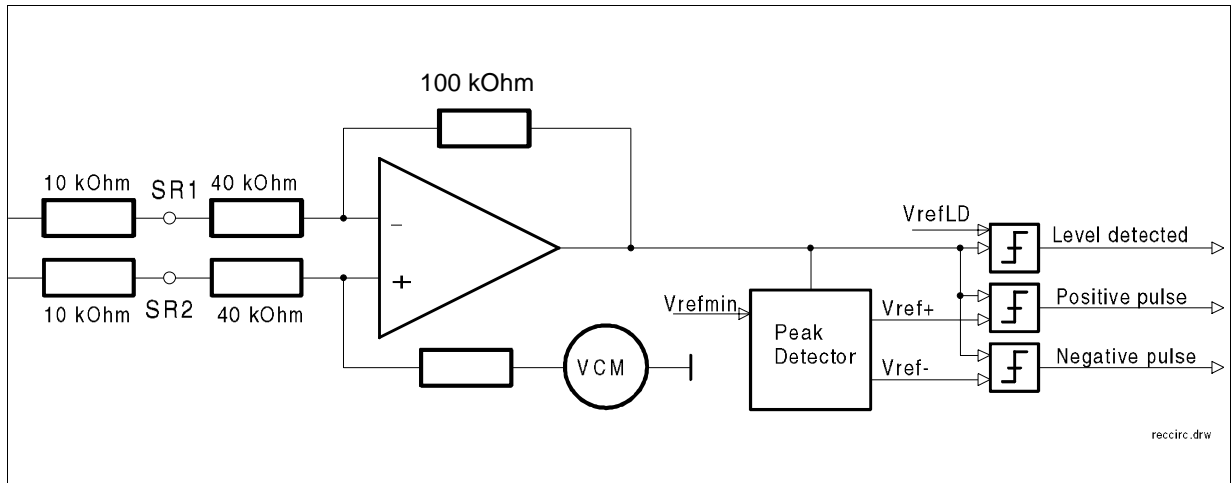 100 kOhm
10 kOhm
SR1
40 kOhm
10 kOhm
SR2
40 kOhm
−
+
VCM
VrefLD
Level detected
Vrefmin
Peak
Detector
Vref+
Positive pulse
Vref-
Negative pulse
reccirc.drw